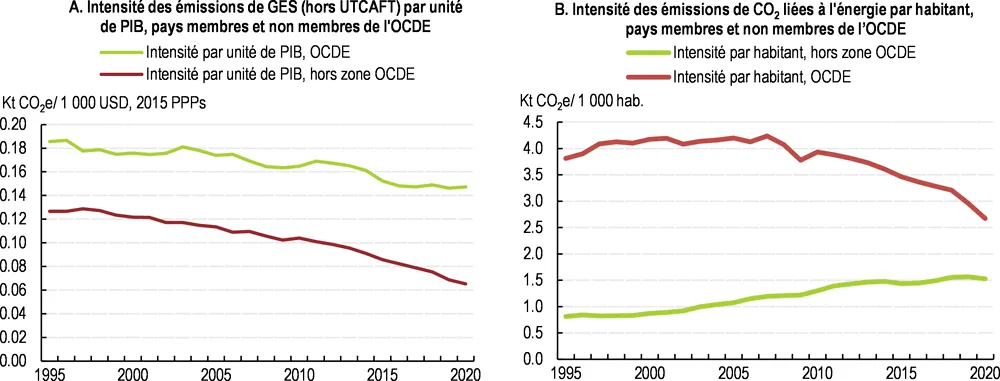 A. Intensité des émissions de GES (hors UTCAFT) par unité
de PIB, pays membres et non membres de l'OCDE
Intensité par unité de PIB, OCDE
Intensité par unité de PIB, hors zone OCDE
Kt CO₂e/ 1 000 USD, 2015 PPPs
0.20
0.18
0.16
0.14
0.12
0.10
0.08
0.06
0.04
0.02
0.00
1995 2000 2005 2010 2015 2020
B. Intensité des émissions de CO₂ liées à l'énergie par habitant,
pays membres et non membres de l’OCDE
Intensité par habitant, hors zone OCDE
Intensité par habitant, OCDE
Kt CO₂e/ 1 000 hab.
4.5
4.0
3.5
3.0
2.5
2.0
1.5
1.0
0.5
0.0
1995 2000 2005 2010 2015 2020